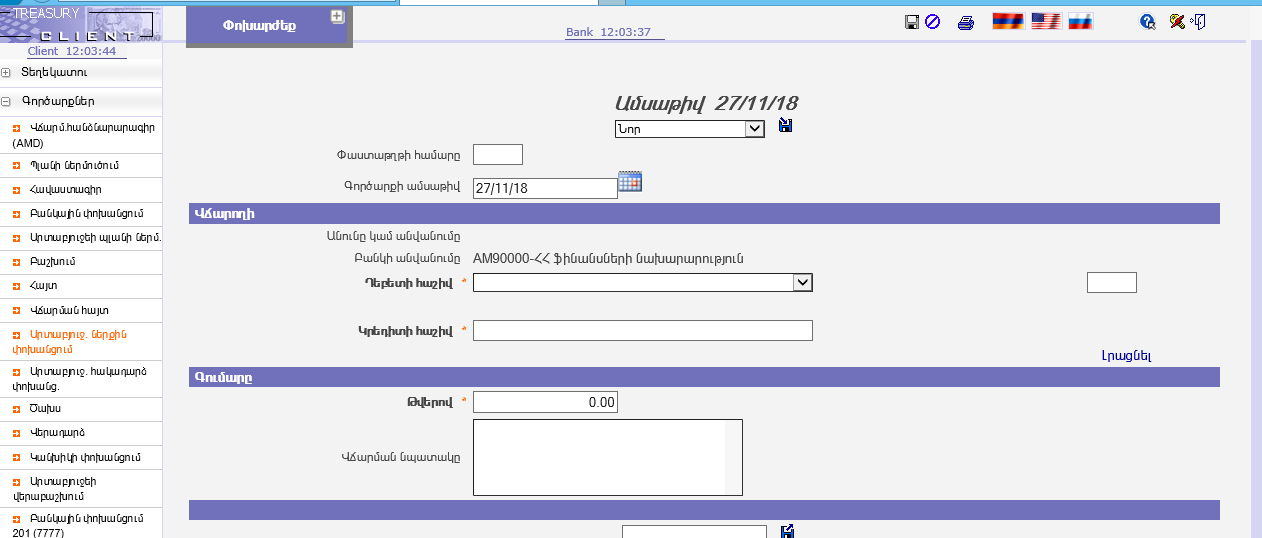 TREASURY
CLIENT
Client 12:03:44
Փոխարժեք
Bank 12:03:37
Տեղեկատու
Գործարքներ
Վճարմ.հանձնարարագիր
(AMD)
Պլանի ներմուծում
Հավաստագիր
Բանկային փոխանցում
Արտաբյուջեի պլանի ներմ.
Բաշխում
Հայտ
Վճարման հայտ
Արտաբյուջ. ներքին
փոխանցում
Արտաբյուջ. հակադարձ
փոխանց.
Ծախս
Վերադարձ
Կանխիկի փոխանցում
Արտաբյուջեի
վերաբաշխում
Բանկային փոխանցում
201 (7777)
Ամսաթիվ 27/11/18
Նոր
Փաստաթղթի համարը
Գործարքի ամսաթիվ 27/11/18
Վճարողի
Անունը կամ անվանումը
Բանկի անվանումը AM90000-ՀՀ ֆինանսների նախարարություն
Դեբետի հաշիվ *
Կրեդիտի հաշիվ *
Լրացնել
Գումարը
Թվերով * 0.00
Վճարման նպատակը